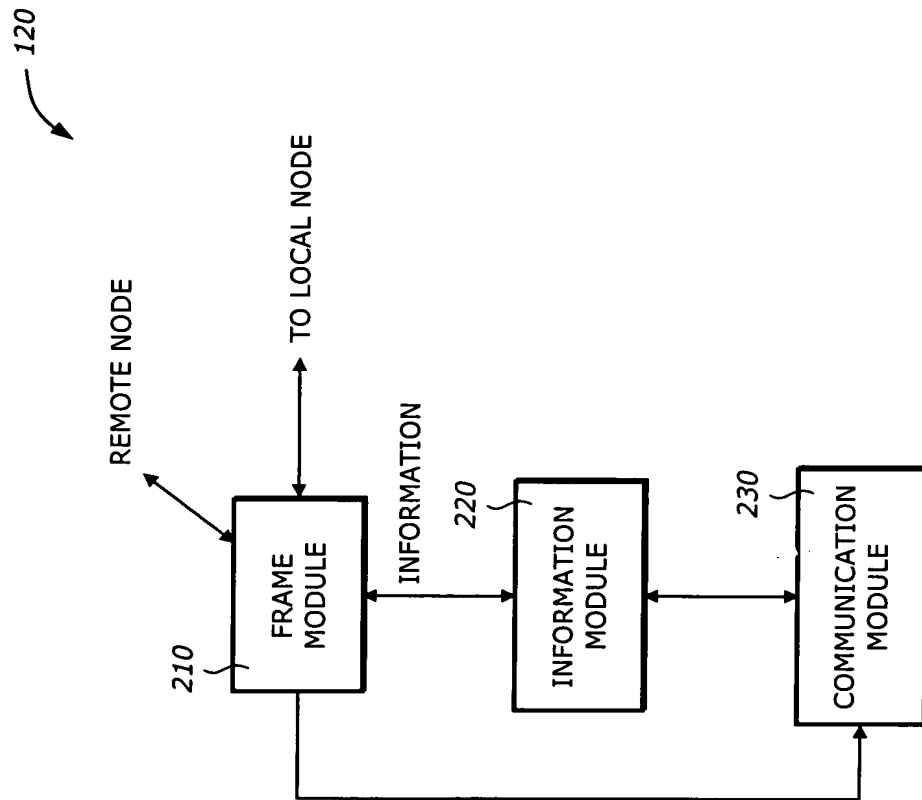 120
REMOTE NODE
TO LOCAL NODE
210
FRAME
MODULE
INFORMATION
220
INFORMATION
MODULE
230
COMMUNICATION
MODULE